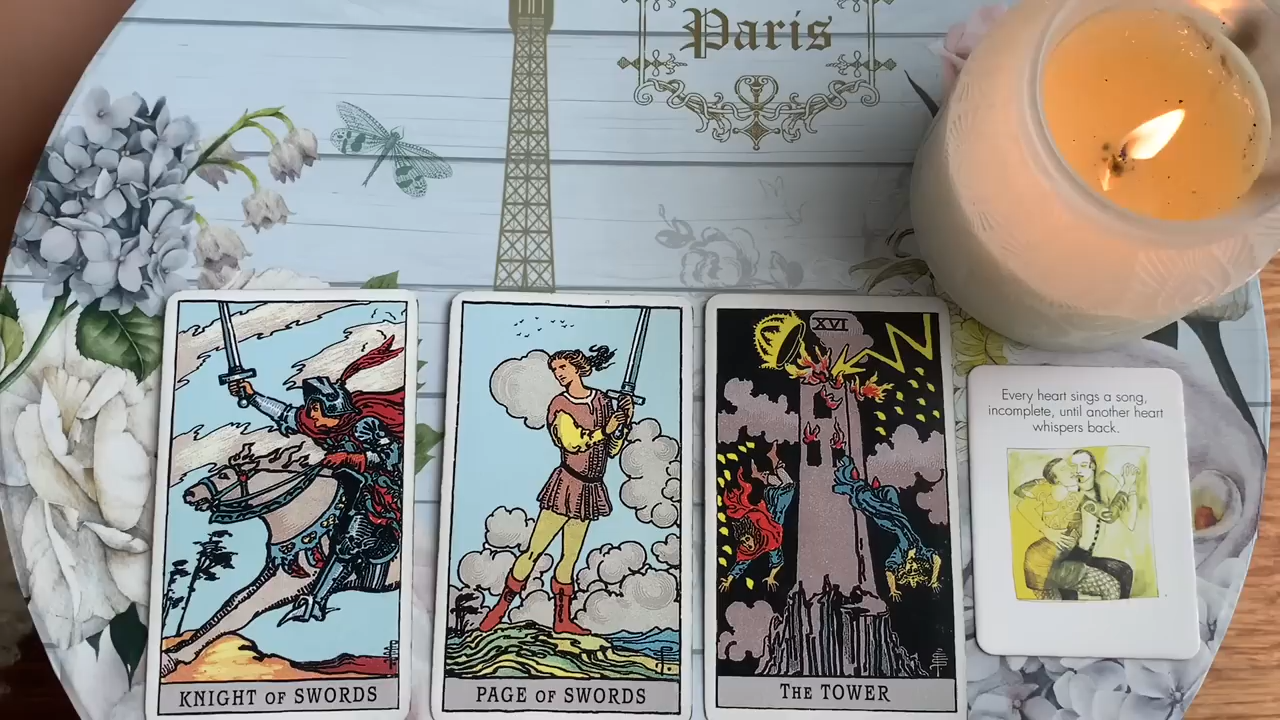 Paris
XVI
Every heart sings a song,
incomplete, until another heart
whispers back.
KNIGHT OF SWORDS
PAGE OF SWORDS
THE TOWER